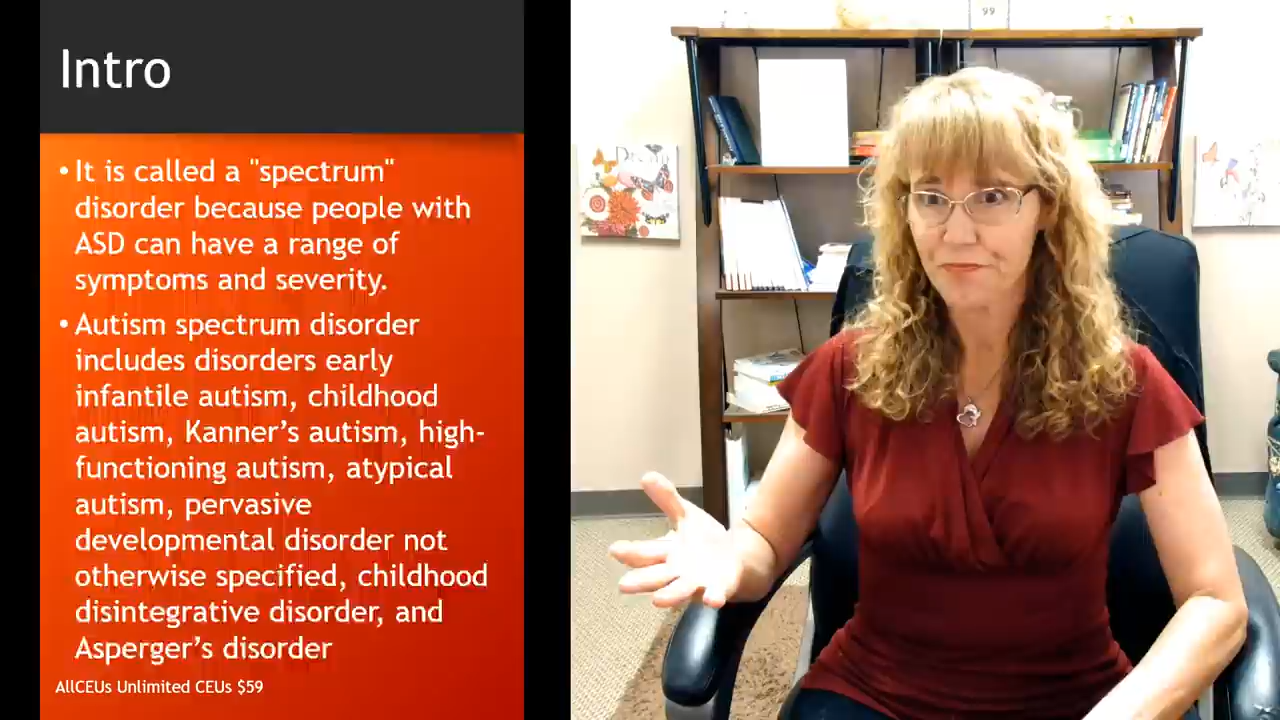 Intro
• It is called a "spectrum"
disorder because people with
ASD can have a range of
symptoms and severity.
• Autism spectrum disorder
includes disorders early
infantile autism, childhood
autism, Kanner’s autism, high-
functioning autism, atypical
autism, pervasive
developmental disorder not
otherwise specified, childhood
disintegrative disorder, and
Asperger’s disorder
AllCEUs Unlimited CEUs $59
99